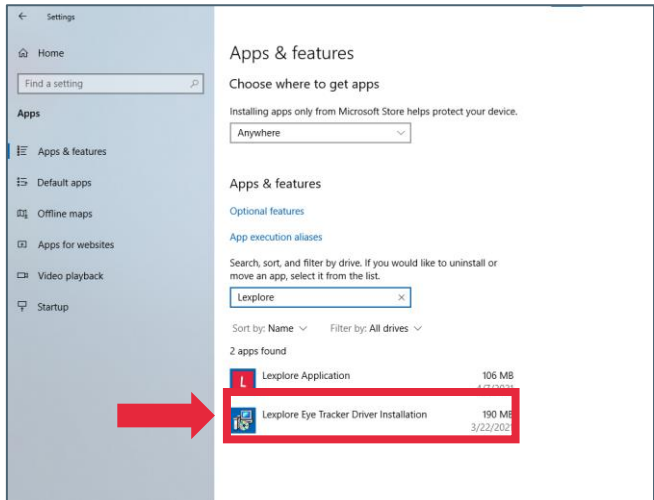 Settings
Home
Find a setting
Apps
Apps & features
Default apps
Offline maps
Apps for websites
Video playback
Startup
Apps & features
Choose where to get apps
Installing apps only from Microsoft Store helps protect your device.
Anywhere
Apps & features
Optional features
App execution aliases
Search, sort, and filter by drive. If you would like to uninstall or
move an app, select it from the list.
Lexplore
Sort by: Name Filter by: All drives
2 apps found
L Lexplore Application 106 MB
Lexplore Eye Tracker Driver Installation 190 MB